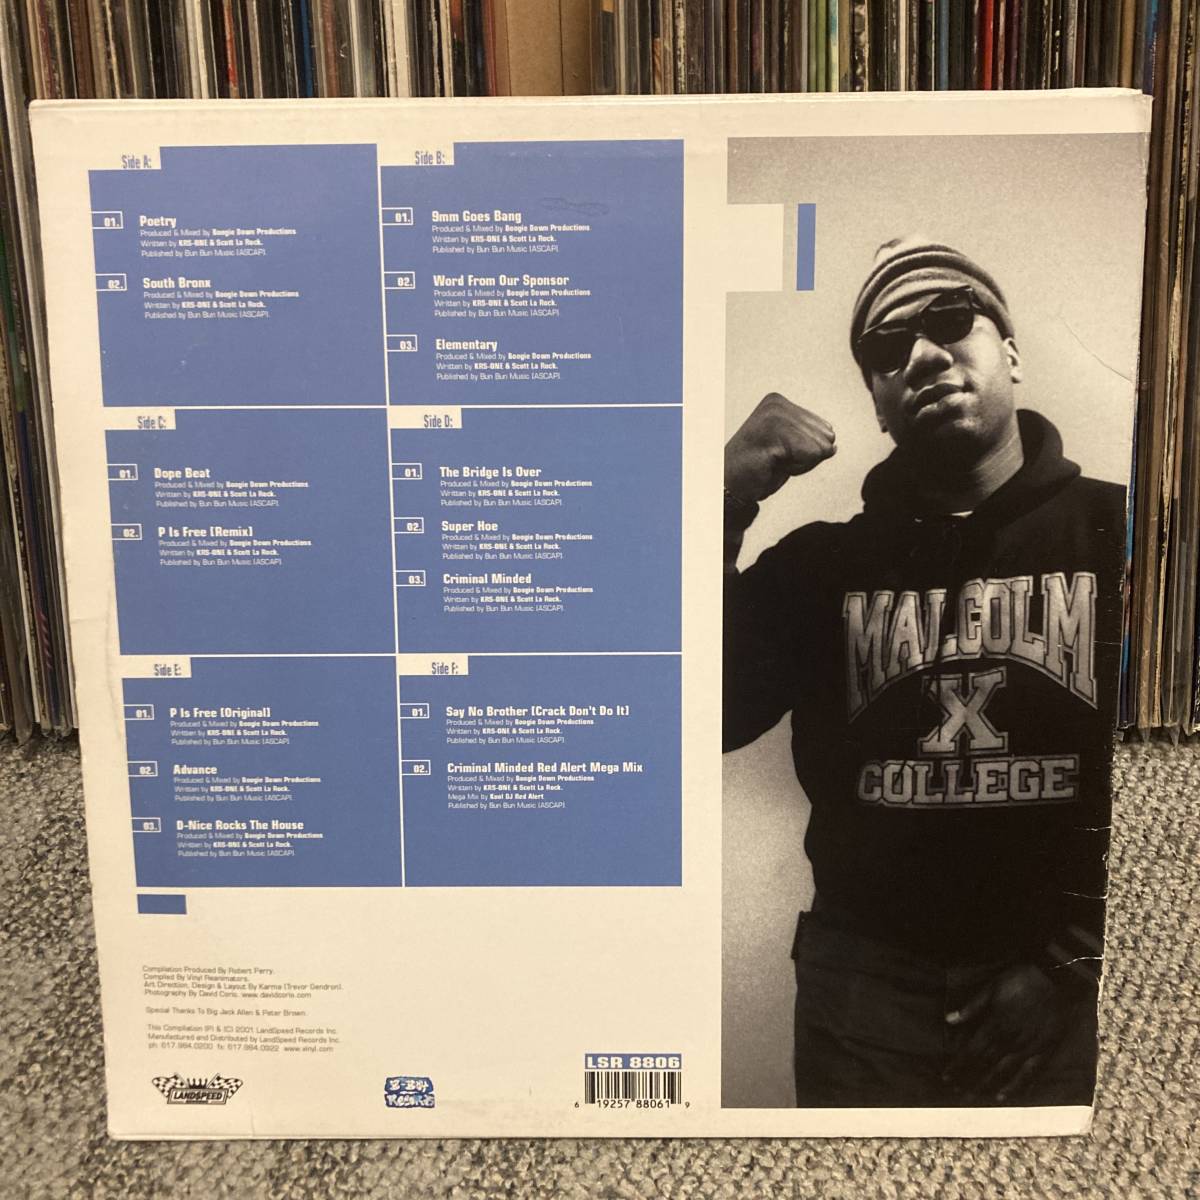 Side A:
01.
Poetry
Produced & Mixed by Boogie Down Productions
Written by KRS-ONE & Scott La Rock.
Published by Bun Bun Music (ASCAP).
02.
South Bronx
Produced & Mixed by Boogie Down Productions
Written by KRS-ONE & Scott La Rock.
Published by Bun Bun Music (ASCAP).
Side B:
01.
9mm Goes Bang
Produced & Mixed by Boogie Down Productions
Written by KRS-ONE & Scott La Rock.
Published by Bun Bun Music (ASCAP).
02.
Word From Our Sponsor
Produced & Mixed by Boogie Down Productions
Written by KRS-ONE & Scott La Rock.
Published by Bun Bun Music (ASCAP).
03.
Elementary
Produced & Mixed by Boogie Down Productions
Written by KRS-ONE & Scott La Rock.
Published by Bun Bun Music (ASCAP).
Side C:
01.
Dope Beat
Produced & Mixed by Boogie Down Productions
Written by KRS-ONE & Scott La Rock.
Published by Bun Bun Music (ASCAP).
02.
P Is Free [Remix]
Produced & Mixed by Boogie Down Productions
Written by KRS-ONE & Scott La Rock.
Published by Bun Bun Music (ASCAP).
Side D:
01.
The Bridge Is Over
Produced & Mixed by Boogie Down Productions
Written by KRS-ONE & Scott La Rock.
Published by Bun Bun Music (ASCAP).
02.
Super Hoe
Produced & Mixed by Boogie Down Productions
Written by KRS-ONE & Scott La Rock.
Published by Bun Bun Music (ASCAP).
03.
Criminal Minded
Produced & Mixed by Boogie Down Productions
Written by KRS-ONE & Scott La Rock.
Published by Bun Bun Music (ASCAP).
Side E:
01.
P Is Free [Original]
Produced & Mixed by Boogie Down Productions
Written by KRS-ONE & Scott La Rock.
Published by Bun Bun Music (ASCAP).
02.
Advance
Produced & Mixed by Boogie Down Productions
Written by KRS-ONE & Scott La Rock.
Published by Bun Bun Music (ASCAP).
03.
D-Nice Rocks The House
Produced & Mixed by Boogie Down Productions
Written by KRS-ONE & Scott La Rock.
Published by Bun Bun Music (ASCAP).
Side F:
01.
Say No Brother [Crack Don't Do It]
Produced & Mixed by Boogie Down Productions
Written by KRS-ONE & Scott La Rock.
Published by Bun Bun Music (ASCAP).
02.
Criminal Minded Red Alert Mega Mix
Produced & Mixed by Boogie Down Productions
Written by KRS-ONE & Scott La Rock.
Mega Mix by Kool DJ Red Alert
Published by Bun Bun Music (ASCAP).
MALCOLM
X
COLLEGE
Compilation Produced By Robert Perry.
Compiled By Vinyl Reanimators.
Art Direction, Design & Layout By Karma (Trevor Gendron).
Photography By David Corio. www.davidcorio.com
Special Thanks To Big Jack Allen & Peter Brown.
This Compilation (P) & (C) 2001 LandSpeed Records Inc.
Manufactured and Distributed by LandSpeed Records Inc.
ph: 617.984.0200 fx: 617.984.0922 www.vinyl.com
LANDSPEED
B-BOY
RECORDS
LSR 8806
6 19257 88061 9